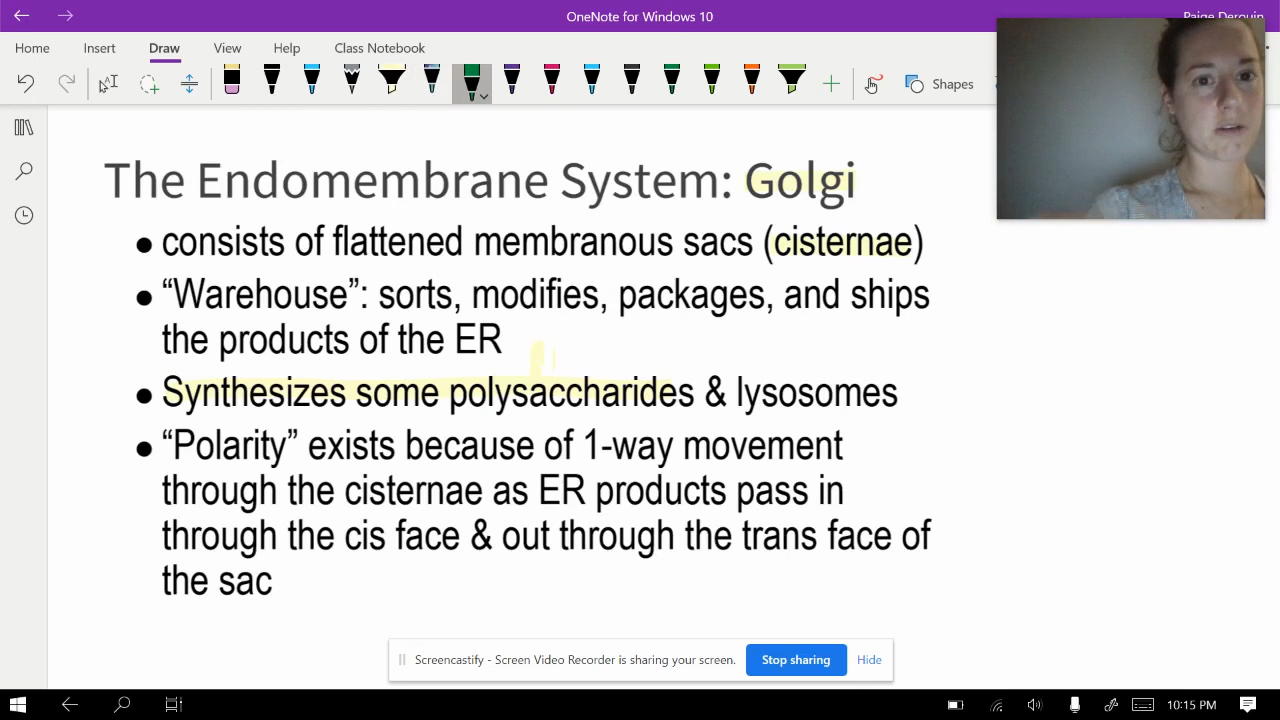 OneNote for Windows 10
Paige Derouin
Home Insert Draw View Help Class Notebook
Shapes
The Endomembrane System: Golgi
● consists of flattened membranous sacs (cisternae)
● “Warehouse”: sorts, modifies, packages, and ships
the products of the ER
● Synthesizes some polysaccharides & lysosomes
● “Polarity” exists because of 1-way movement
through the cisternae as ER products pass in
through the cis face & out through the trans face of
the sac
Screencastify - Screen Video Recorder is sharing your screen. Stop sharing Hide
10:15 PM